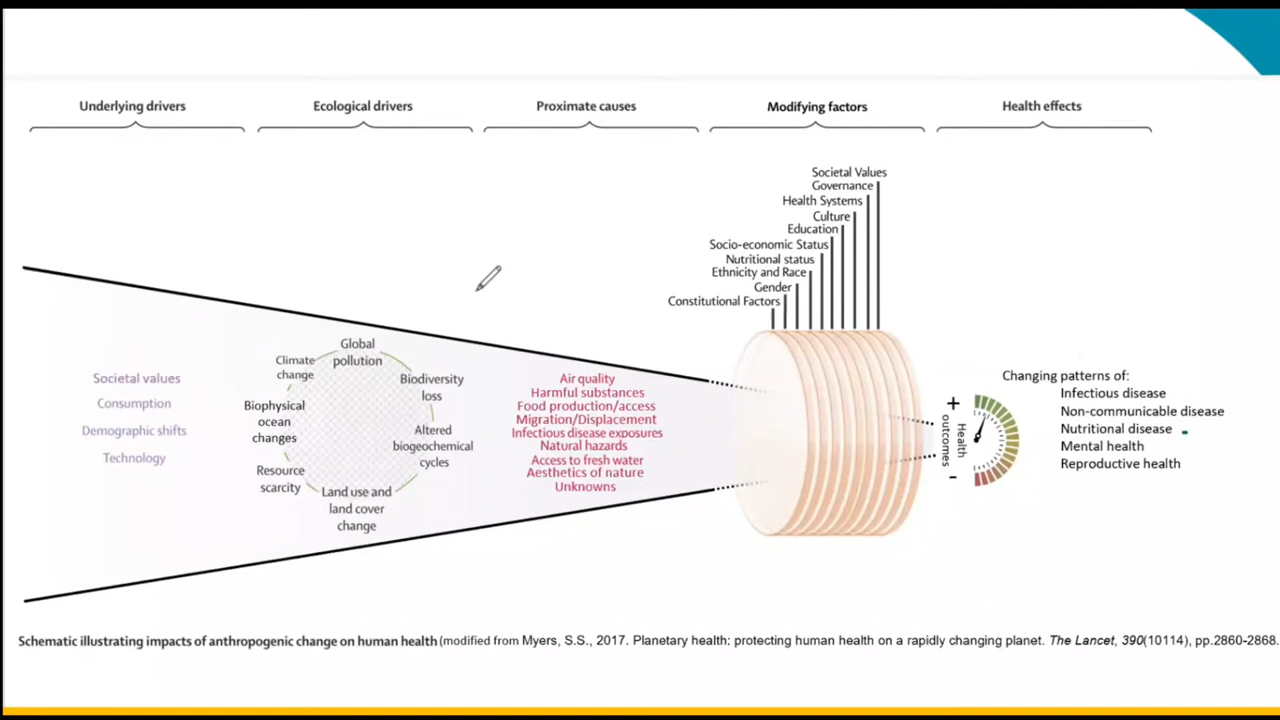 Underlying drivers
Ecological drivers
Proximate causes
Modifying factors
Health effects
Societal values
Consumption
Demographic shifts
Technology
Global
pollution
Climate
change
Biodiversity
loss
Biophysical
ocean
changes
Altered
biogeochemical
cycles
Resource
scarcity
Land use and
land cover
change
Air quality
Harmful substances
Food production/access
Migration/Displacement
Infectious disease exposures
Natural hazards
Access to fresh water
Aesthetics of nature
Unknowns
Societal Values
Governance
Health Systems
Culture
Education
Socio-economic Status
Nutritional status
Ethnicity and Race
Gender
Constitutional Factors
+
Health
outcomes
-
Changing patterns of:
Infectious disease
Non-communicable disease
Nutritional disease
Mental health
Reproductive health
Schematic illustrating impacts of anthropogenic change on human health (modified from Myers, S.S., 2017. Planetary health: protecting human health on a rapidly changing planet. The Lancet, 390(10114), pp.2860-2868.